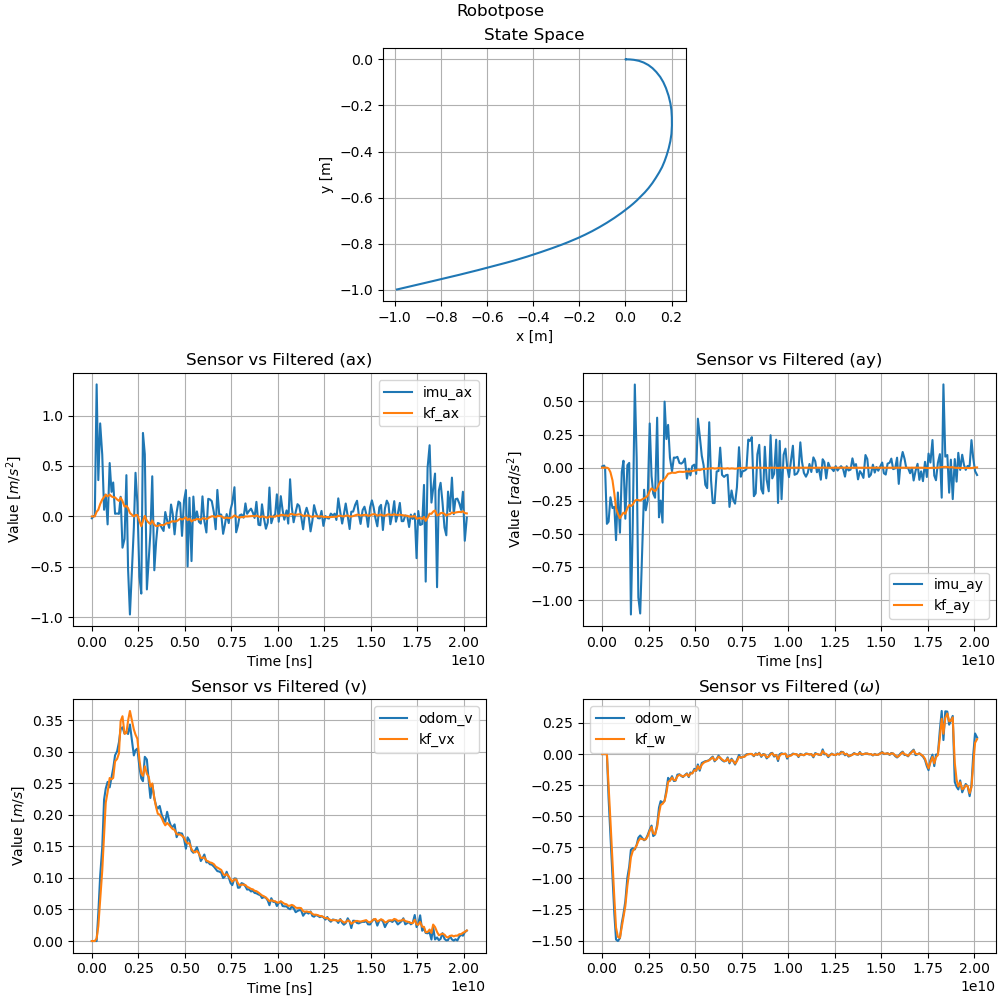 Robotpose
State Space
0.0
−0.2
−0.4
−0.6
−0.8
−1.0
y [m]
−1.0 −0.8 −0.6 −0.4 −0.2 0.0 0.2
x [m]
Sensor vs Filtered (ax)
imu_ax
kf_ax
1.0
0.5
0.0
−0.5
−1.0
Value [m/s²]
0.00 0.25 0.50 0.75 1.00 1.25 1.50 1.75 2.00
1e10
Time [ns]
Sensor vs Filtered (ay)
0.50
0.25
0.00
−0.25
−0.50
−0.75
−1.00
Value [rad/s²]
imu_ay
kf_ay
0.00 0.25 0.50 0.75 1.00 1.25 1.50 1.75 2.00
1e10
Time [ns]
Sensor vs Filtered (v)
odom_v
kf_vx
0.35
0.30
0.25
0.20
0.15
0.10
0.05
0.00
Value [m/s]
0.00 0.25 0.50 0.75 1.00 1.25 1.50 1.75 2.00
1e10
Time [ns]
Sensor vs Filtered (ω)
odom_w
kf_w
0.25
0.00
−0.25
−0.50
−0.75
−1.00
−1.25
−1.50
0.00 0.25 0.50 0.75 1.00 1.25 1.50 1.75 2.00
1e10